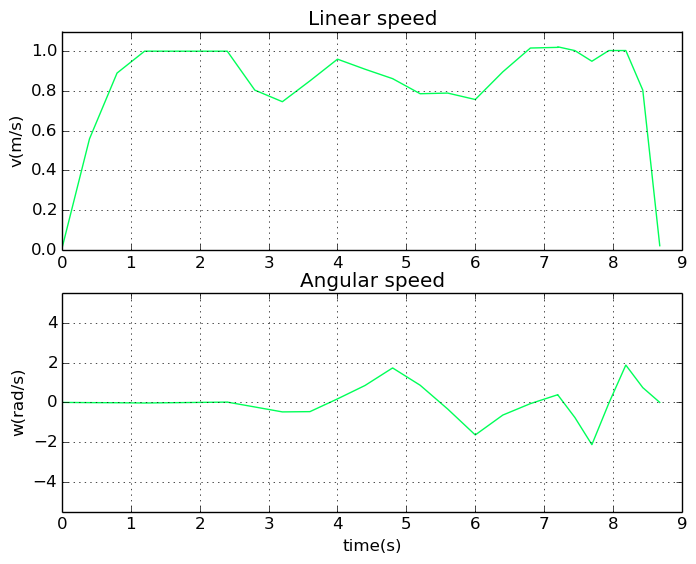 Linear speed
v(m/s)
1.0
0.8
0.6
0.4
0.2
0.0
0 1 2 3 4 5 6 7 8 9
Angular speed
w(rad/s)
4
2
0
−2
−4
0 1 2 3 4 5 6 7 8 9
time(s)